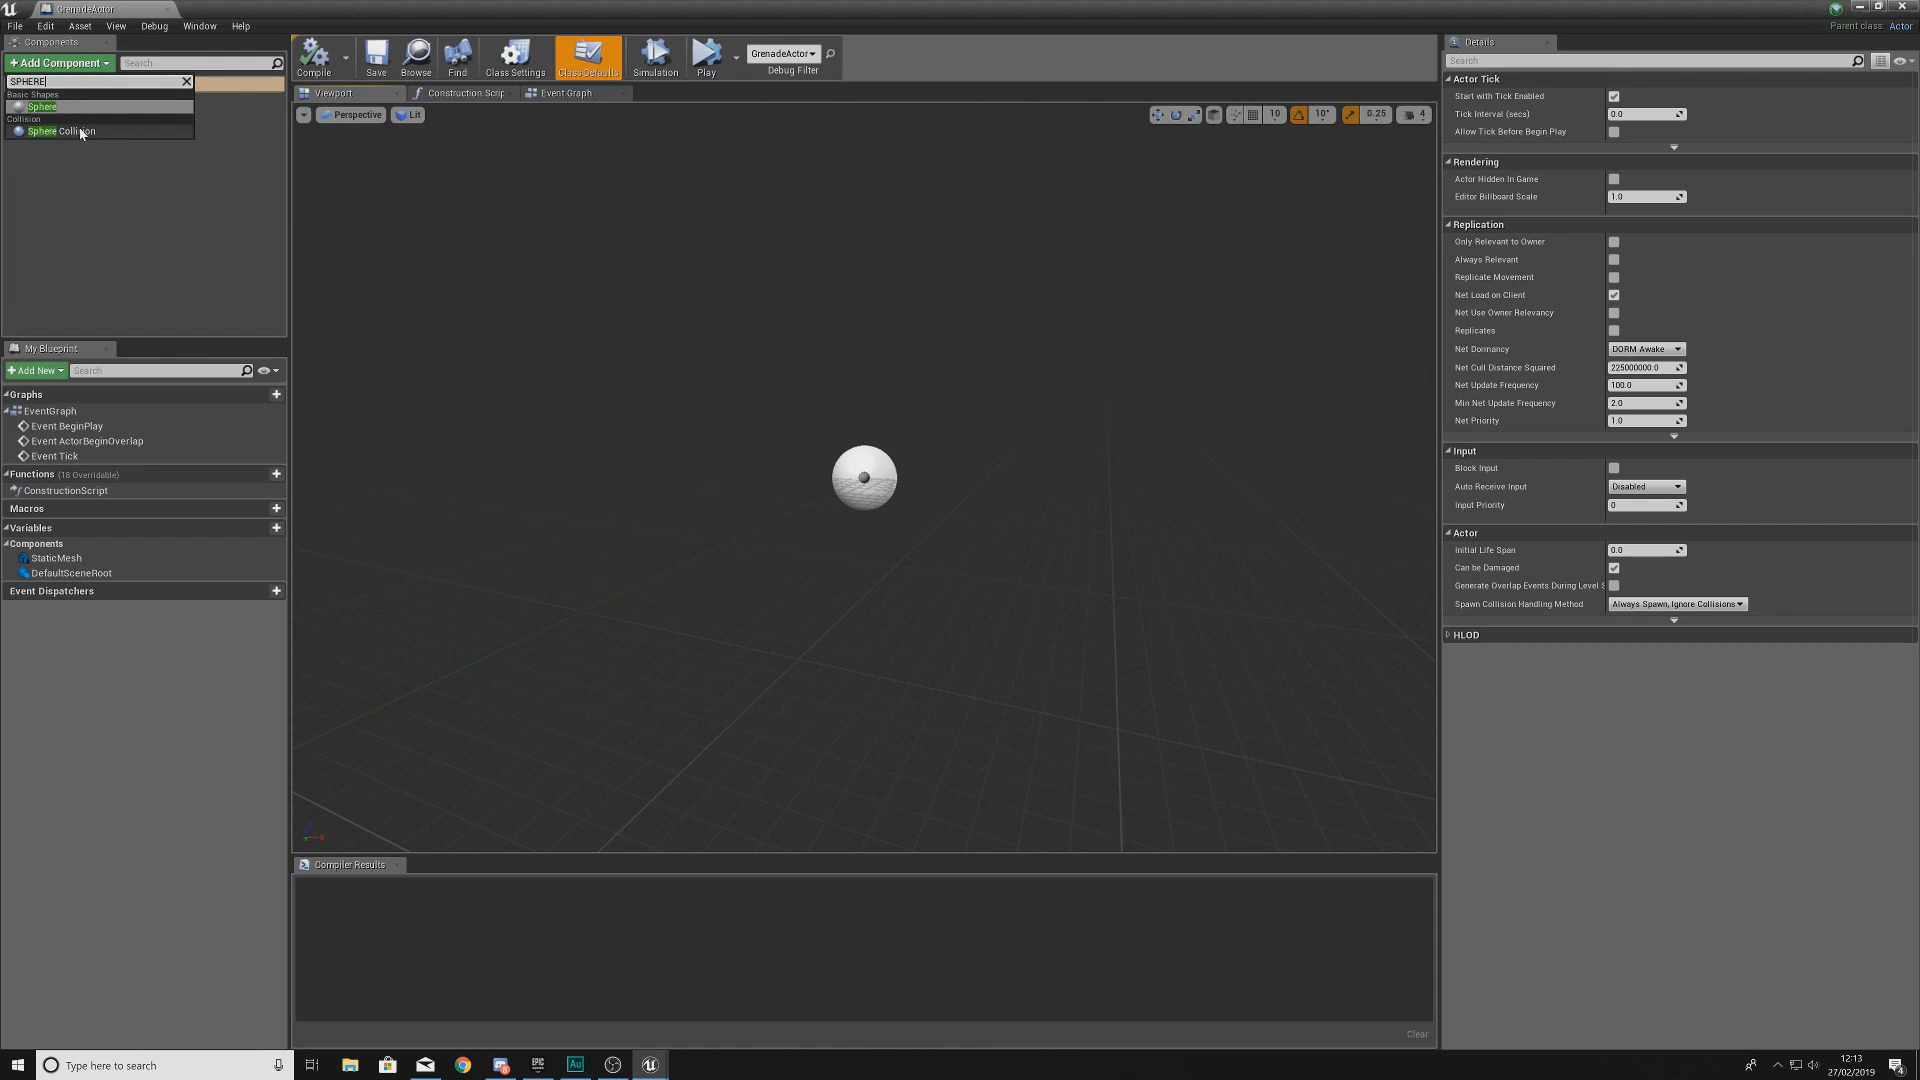 GrenadeActor
File Edit Asset View Debug Window Help
Parent class: Actor
Components
+Add Component Search
SPHERE
Basic Shapes
Sphere
Collision
Sphere Collision
Compile Save Browse Find Class Settings Class Defaults Simulation Play GrenadeActor Debug Filter
Viewport Construction Scrip Event Graph
Perspective Lit 10 10° 0.25 4
My Blueprint
+Add New Search
Graphs
EventGraph
Event BeginPlay
Event ActorBeginOverlap
Event Tick
Functions (18 Overridable)
ConstructionScript
Macros
Variables
Components
StaticMesh
DefaultSceneRoot
Event Dispatchers
Compiler Results
Clear
Details
Search
Actor Tick
Start with Tick Enabled
Tick Interval (secs) 0.0
Allow Tick Before Begin Play
Rendering
Actor Hidden In Game
Editor Billboard Scale 1.0
Replication
Only Relevant to Owner
Always Relevant
Replicate Movement
Net Load on Client
Net Use Owner Relevancy
Replicates
Net Dormancy DORM Awake
Net Cull Distance Squared 225000000.0
Net Update Frequency 100.0
Min Net Update Frequency 2.0
Net Priority 1.0
Input
Block Input
Auto Receive Input Disabled
Input Priority 0
Actor
Initial Life Span 0.0
Can be Damaged
Generate Overlap Events During Level S
Spawn Collision Handling Method Always Spawn, Ignore Collisions
HLOD
Type here to search
Au
EPIC GAMES
12:13
27/02/2019